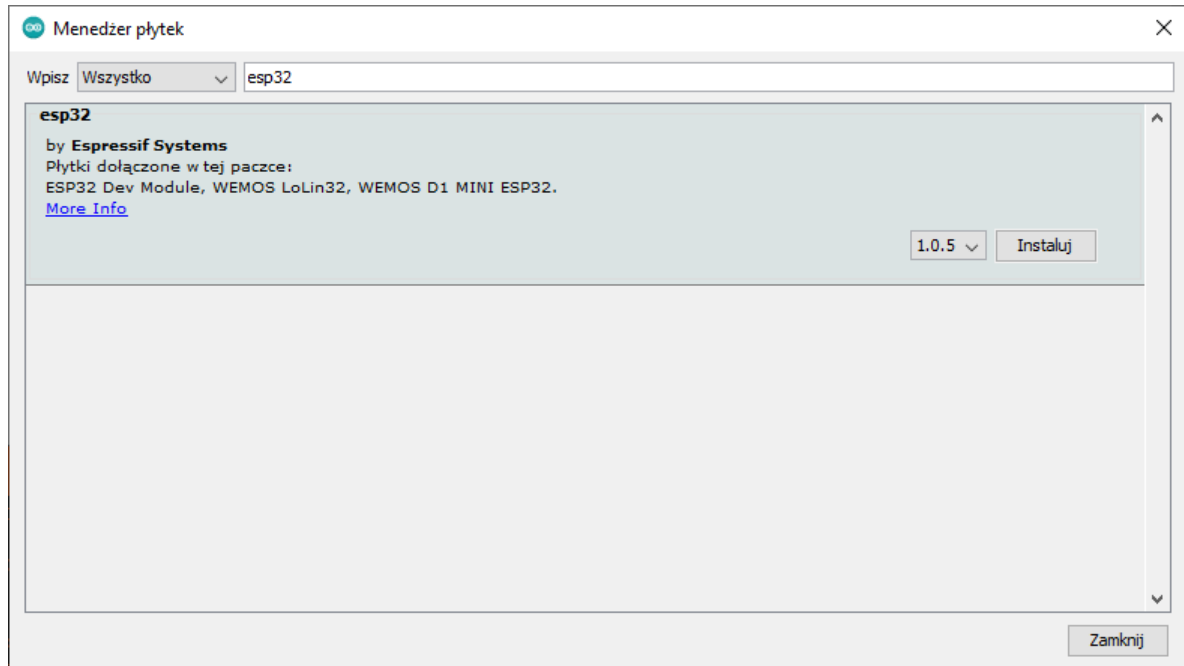 Menedżer płytek
Wpisz Wszystko esp32
esp32
by Espressif Systems
Płytki dołączone w tej paczce:
ESP32 Dev Module, WEMOS LoLin32, WEMOS D1 MINI ESP32.
More Info
1.0.5 Instaluj
Zamknij